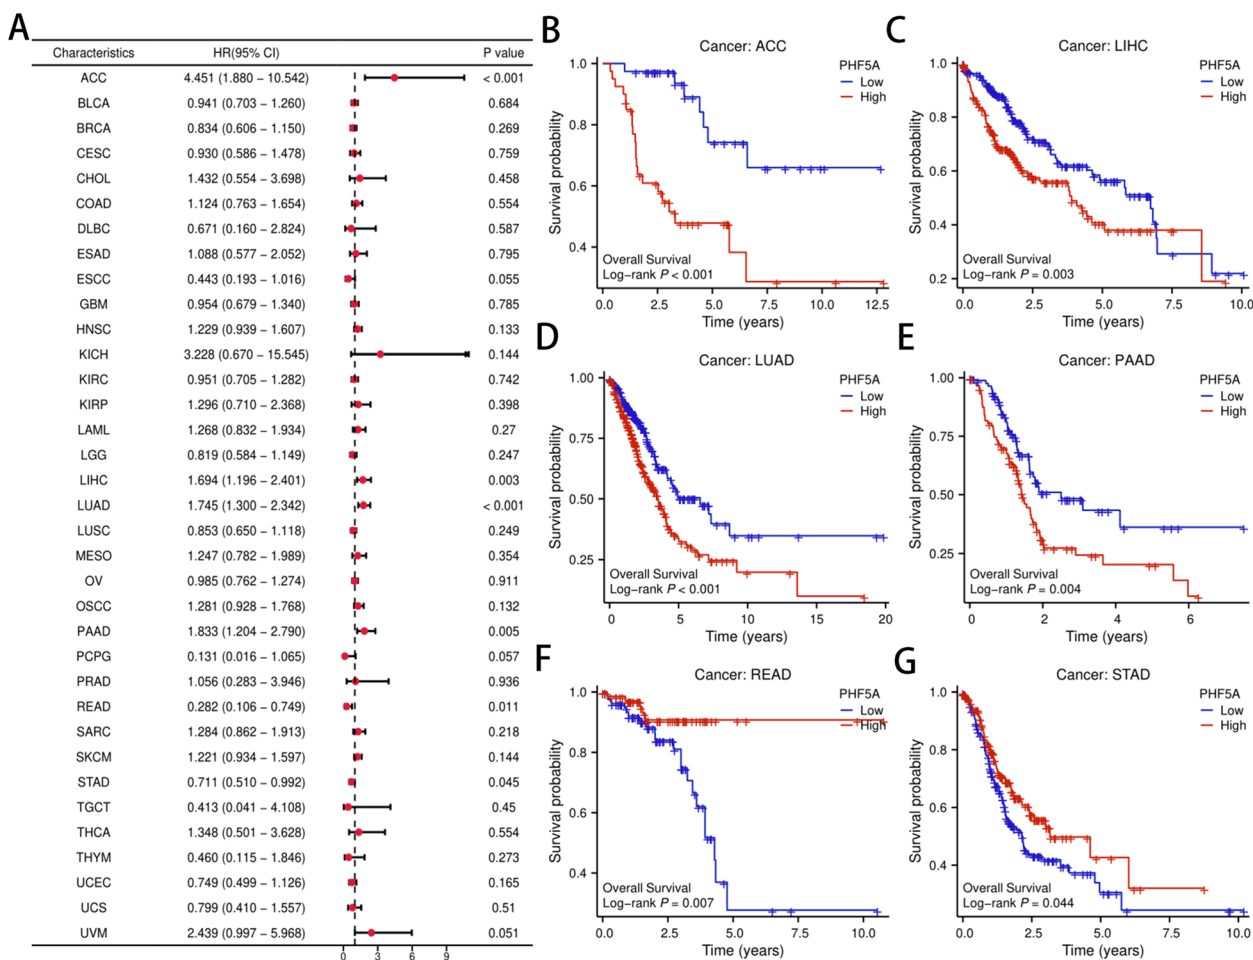 A
Characteristics HR(95% CI) P value
ACC 4.451 (1.880 – 10.542) < 0.001
BLCA 0.941 (0.703 – 1.260) 0.684
BRCA 0.834 (0.606 – 1.150) 0.269
CESC 0.930 (0.586 – 1.478) 0.759
CHOL 1.432 (0.554 – 3.698) 0.458
COAD 1.124 (0.763 – 1.654) 0.554
DLBC 0.671 (0.160 – 2.824) 0.587
ESAD 1.088 (0.577 – 2.052) 0.795
ESCC 0.443 (0.193 – 1.016) 0.055
GBM 0.954 (0.679 – 1.340) 0.785
HNSC 1.229 (0.939 – 1.607) 0.133
KICH 3.228 (0.670 – 15.545) 0.144
KIRC 0.951 (0.705 – 1.282) 0.742
KIRP 1.296 (0.710 – 2.368) 0.398
LAML 1.268 (0.832 – 1.934) 0.27
LGG 0.819 (0.584 – 1.149) 0.247
LIHC 1.694 (1.196 – 2.401) 0.003
LUAD 1.745 (1.300 – 2.342) < 0.001
LUSC 0.853 (0.650 – 1.118) 0.249
MESO 1.247 (0.782 – 1.989) 0.354
OV 0.985 (0.762 – 1.274) 0.911
OSCC 1.281 (0.928 – 1.768) 0.132
PAAD 1.833 (1.204 – 2.790) 0.005
PCPG 0.131 (0.016 – 1.065) 0.057
PRAD 1.056 (0.283 – 3.946) 0.936
READ 0.282 (0.106 – 0.749) 0.011
SARC 1.284 (0.862 – 1.913) 0.218
SKCM 1.221 (0.934 – 1.597) 0.144
STAD 0.711 (0.510 – 0.992) 0.045
TGCT 0.413 (0.041 – 4.108) 0.45
THCA 1.348 (0.501 – 3.628) 0.554
THYM 0.460 (0.115 – 1.846) 0.273
UCEC 0.749 (0.499 – 1.126) 0.165
UCS 0.799 (0.410 – 1.557) 0.51
UVM 2.439 (0.997 – 5.968) 0.051
0 3 6 9
B
Cancer: ACC
PHF5A
Low
High
Survival probability
1.0
0.8
0.6
0.4
Overall Survival
Log–rank P < 0.001
0.0 2.5 5.0 7.5 10.0 12.5
Time (years)
C
Cancer: LIHC
PHF5A
Low
High
Survival probability
1.0
0.8
0.6
0.4
0.2
Overall Survival
Log–rank P = 0.003
0.0 2.5 5.0 7.5 10.0
Time (years)
D
Cancer: LUAD
PHF5A
Low
High
Survival probability
1.00
0.75
0.50
0.25
Overall Survival
Log–rank P < 0.001
0 5 10 15 20
Time (years)
E
Cancer: PAAD
PHF5A
Low
High
Survival probability
1.00
0.75
0.50
0.25
Overall Survival
Log–rank P = 0.004
0 2 4 6
Time (years)
F
Cancer: READ
PHF5A
Low
High
Survival probability
1.0
0.8
0.6
0.4
Overall Survival
Log–rank P = 0.007
0.0 2.5 5.0 7.5 10.0
Time (years)
G
Cancer: STAD
PHF5A
Low
High
Survival probability
1.0
0.8
0.6
0.4
Overall Survival
Log–rank P = 0.044
0.0 2.5 5.0 7.5 10.0
Time (years)